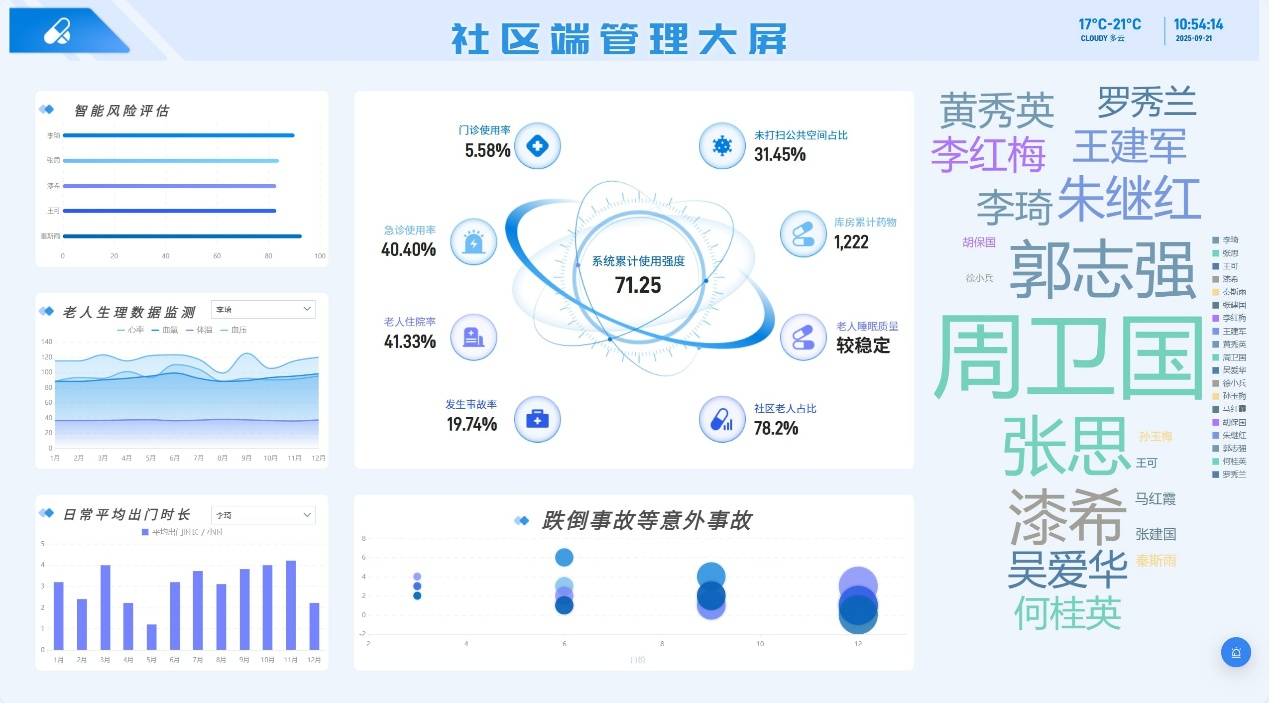 社区端管理大屏
17°C-21°C
CLOUDY 多云
10:54:14
2025-09-21
智能风险评估
李琦
张思
漆希
王可
秦斯雨
0 20 40 60 80 100
老人生理数据监测
李琦
心率 血氧 体温 血压
140
120
100
80
60
40
20
0
1月 2月 3月 4月 5月 6月 7月 8月 9月 10月 11月 12月
日常平均出门时长
李琦
平均出门时长 / 小时
5
4
3
2
1
0
1月 2月 3月 4月 5月 6月 7月 8月 9月 10月 11月 12月
门诊使用率
5.58%
急诊使用率
40.40%
老人住院率
41.33%
发生事故率
19.74%
系统累计使用强度
71.25
未打扫公共空间占比
31.45%
库房累计药物
1,222
老人睡眠质量
较稳定
社区老人占比
78.2%
跌倒事故等意外事故
8
6
4
2
0
-2
2 4 6 8 10 12
黄秀英
罗秀兰
李红梅
王建军
李琦
朱继红
胡保国
郭志强
徐小兵
周卫国
张思
孙玉梅
王可
漆希
马红霞
张建国
吴爱华
秦斯雨
何桂英
李琦
张思
王可
漆希
秦斯雨
张建国
李红梅
王建军
黄秀英
周卫国
吴爱华
徐小兵
孙玉梅
马红霞
胡保国
朱继红
郭志强
何桂英
罗秀兰